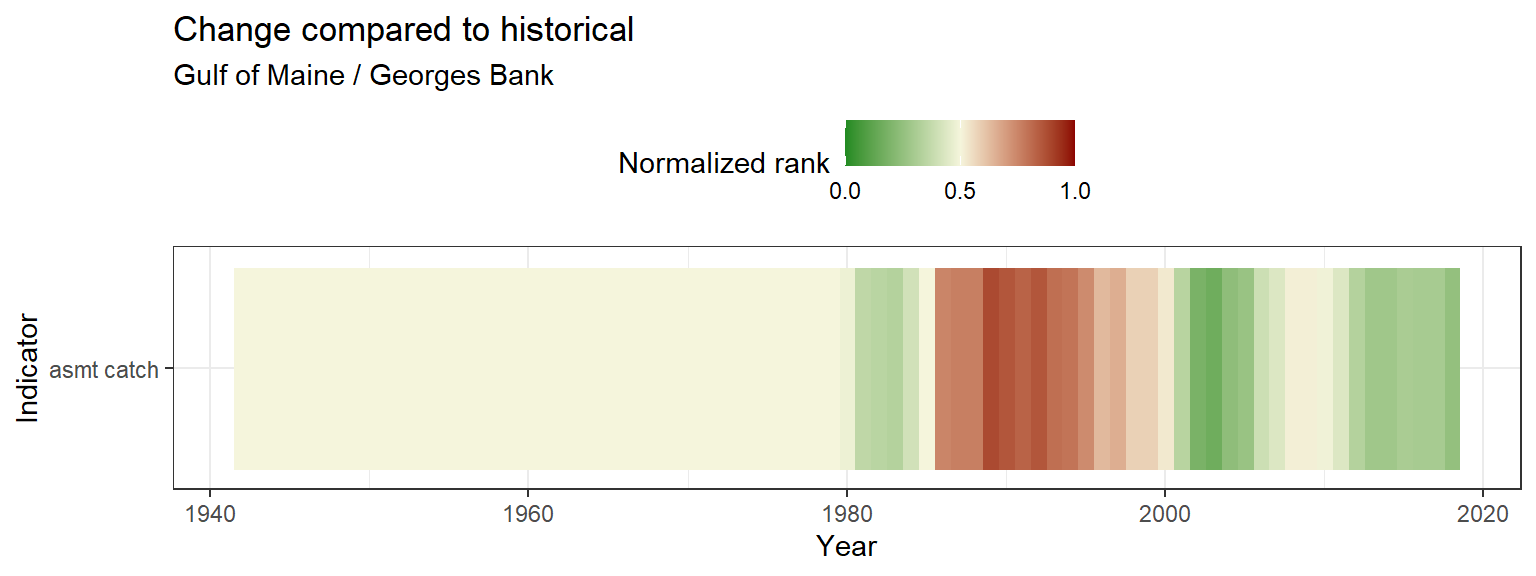 Change compared to historical
Gulf of Maine / Georges Bank
Normalized rank
0.0 0.5 1.0
Indicator
asmt catch
1940 1960 1980 2000 2020
Year